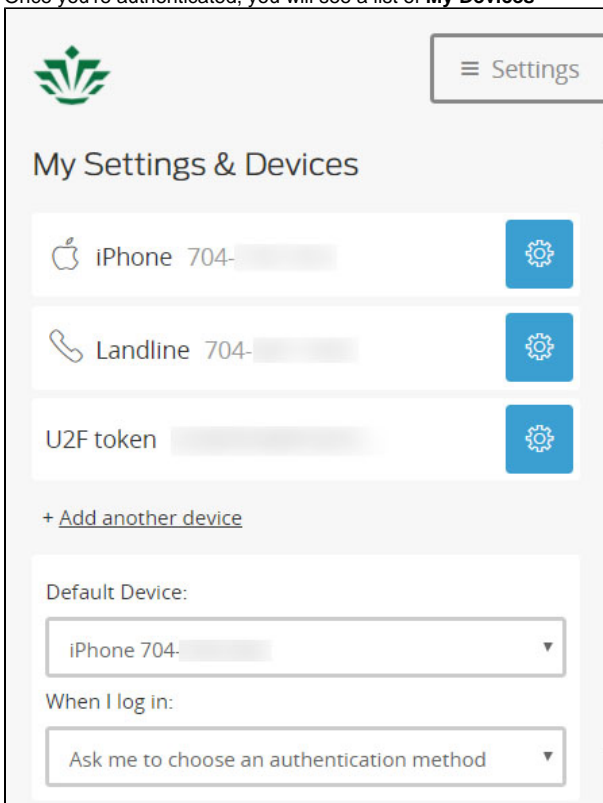 Once you're authenticated, you will see a list of My Devices
≡ Settings
My Settings & Devices
iPhone 704-
Landline 704-
U2F token
+ Add another device
Default Device:
iPhone 704-
When I log in:
Ask me to choose an authentication method